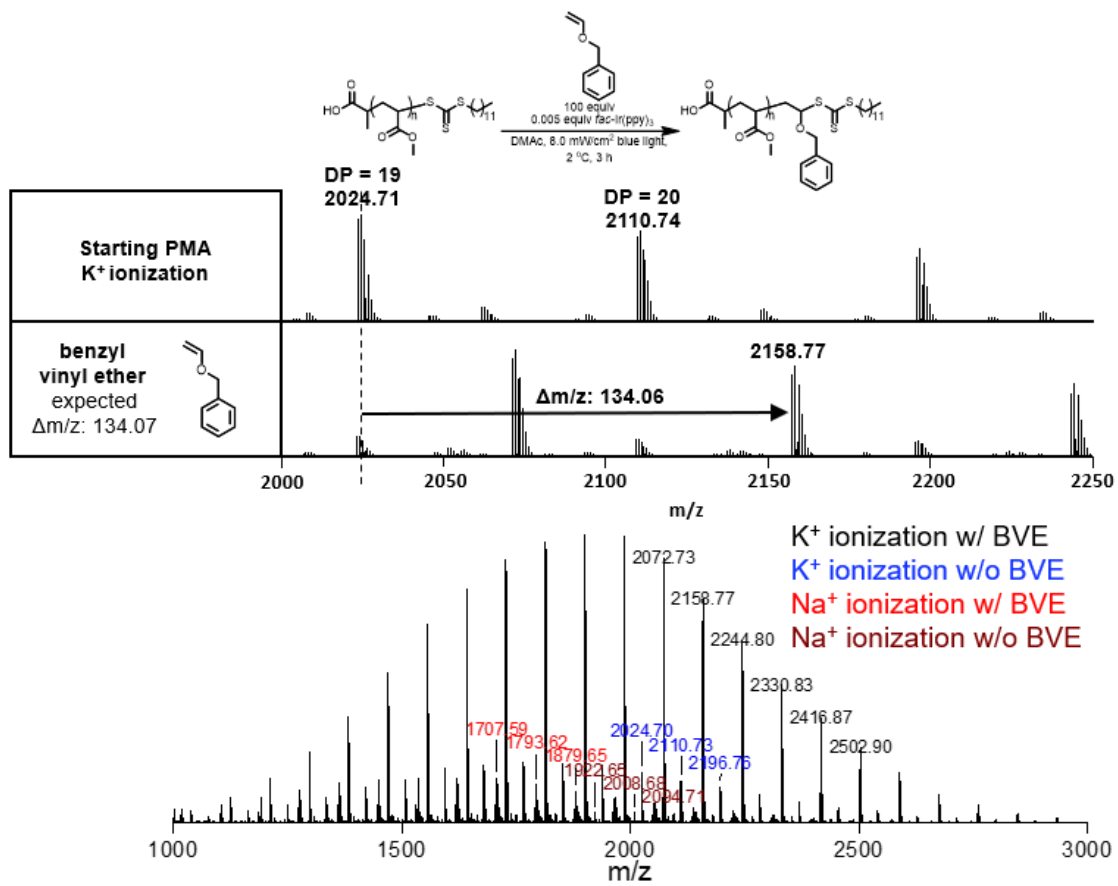 O
O
HO
O
O
n
S
S
S
11
100 equiv
0.005 equiv fac-Ir(ppy)3
DMAc, 8.0 mW/cm2 blue light,
2 °C, 3 h
O
HO
O
O
n
S
S
S
O
11
DP = 19
2024.71
DP = 20
2110.74
Starting PMA
K+ ionization
benzyl
vinyl ether
expected
Δm/z: 134.07
O
2158.77
Δm/z: 134.06
2000
2050
2100
2150
2200
2250
m/z
K+ ionization w/ BVE
K+ ionization w/o BVE
Na+ ionization w/ BVE
Na+ ionization w/o BVE
2072.73
2158.77
2244.80
2330.83
2416.87
2502.90
1707.59
1793.62
1879.65
1922.65
2008.68
2094.71
2024.70
2110.73
2196.76
1000
1500
2000
2500
3000
m/z